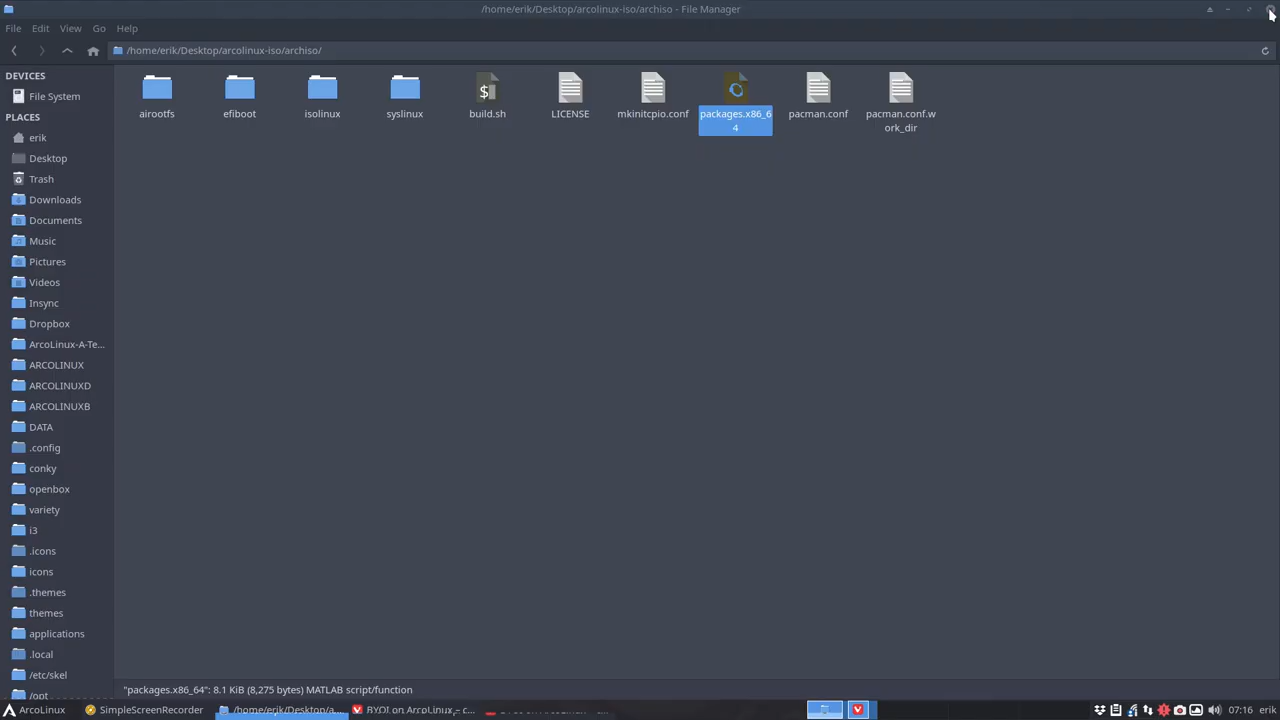 /home/erik/Desktop/arcolinux-iso/archiso - File Manager
File Edit View Go Help
/home/erik/Desktop/arcolinux-iso/archiso/
DEVICES
File System
PLACES
erik
Desktop
Trash
Downloads
Documents
Music
Pictures
Videos
Insync
Dropbox
ArcoLinux-A-Te...
ARCOLINUX
ARCOLINUXD
ARCOLINUXB
DATA
.config
conky
openbox
variety
i3
.icons
icons
.themes
themes
applications
.local
/etc/skel
/opt
airootfs
efiboot
isolinux
syslinux
build.sh
LICENSE
mkinitcpio.conf
packages.x86_6
4
pacman.conf
pacman.conf.w
ork_dir
"packages.x86_64": 8.1 KiB (8,275 bytes) MATLAB script/function
ArcoLinux SimpleScreenRecorder /home/erik/Desktop/a... BYOI on ArcoLinux – c... 07:16 erik